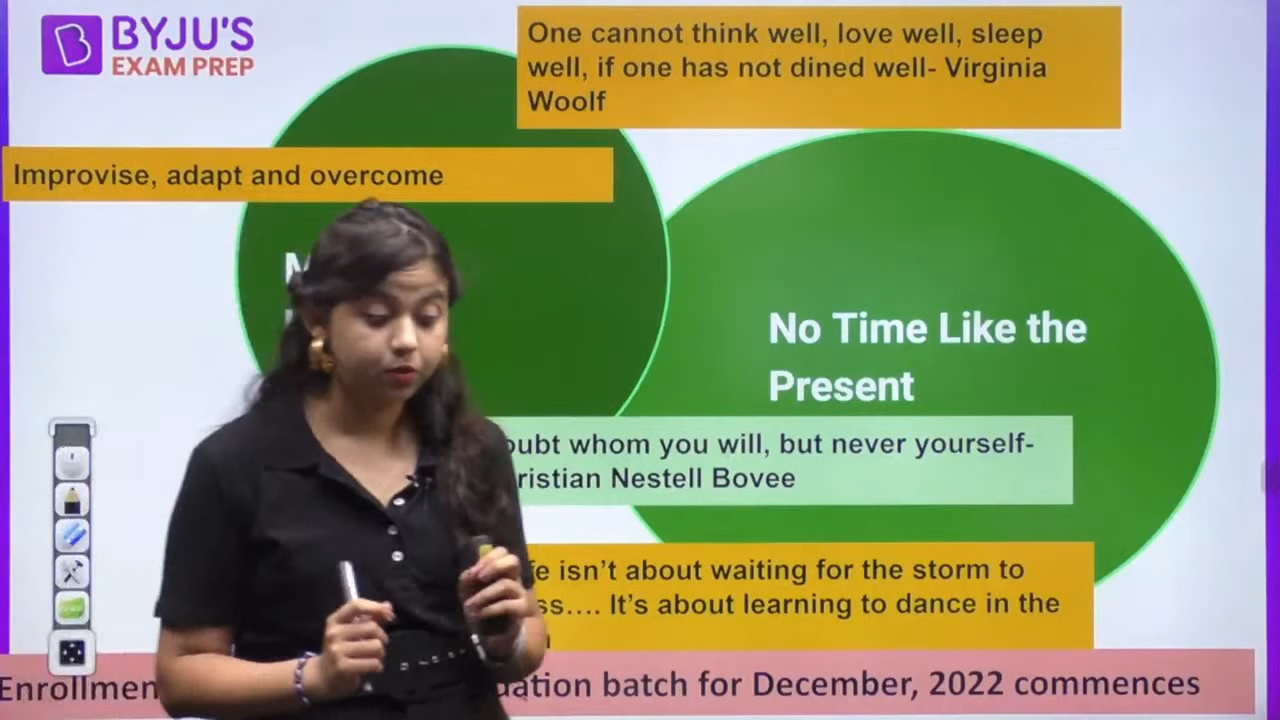 BYJU'S
EXAM PREP
One cannot think well, love well, sleep
well, if one has not dined well- Virginia
Woolf
Improvise, adapt and overcome
No Time Like the
Present
whom you will, but never yourself-
Nestell Bovee
isn't about waiting for the storm to
It's about learning to dance in the
batch for December, 2022 commences